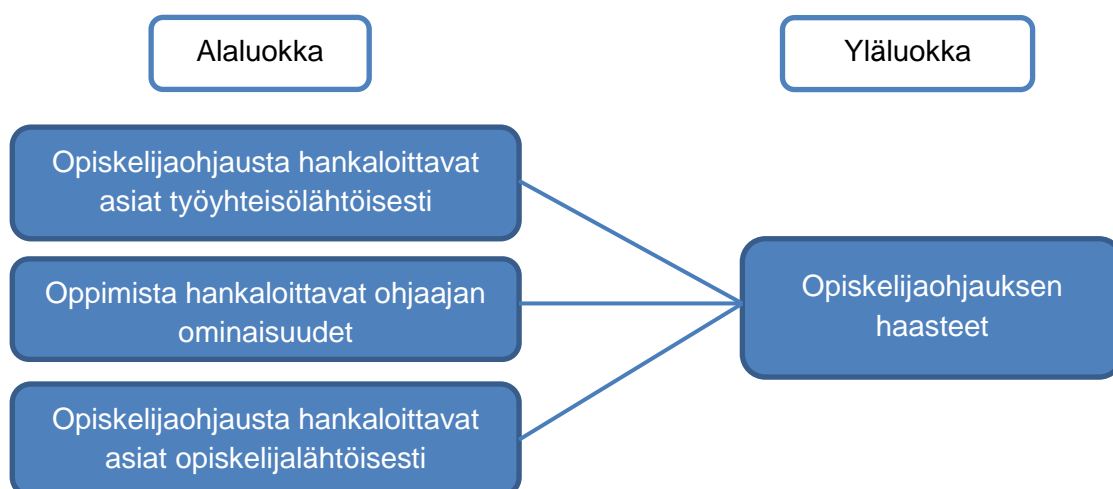 Alaluokka
Yläluokka
Opiskelijaohjausta hankaloittavat
asiat työyhteisölähtöisesti
Oppimista hankaloittavat ohjaajan
ominaisuudet
Opiskelijaohjausta hankaloittavat
asiat opiskelijalähtöisesti
Opiskelijaohjauksen
haasteet